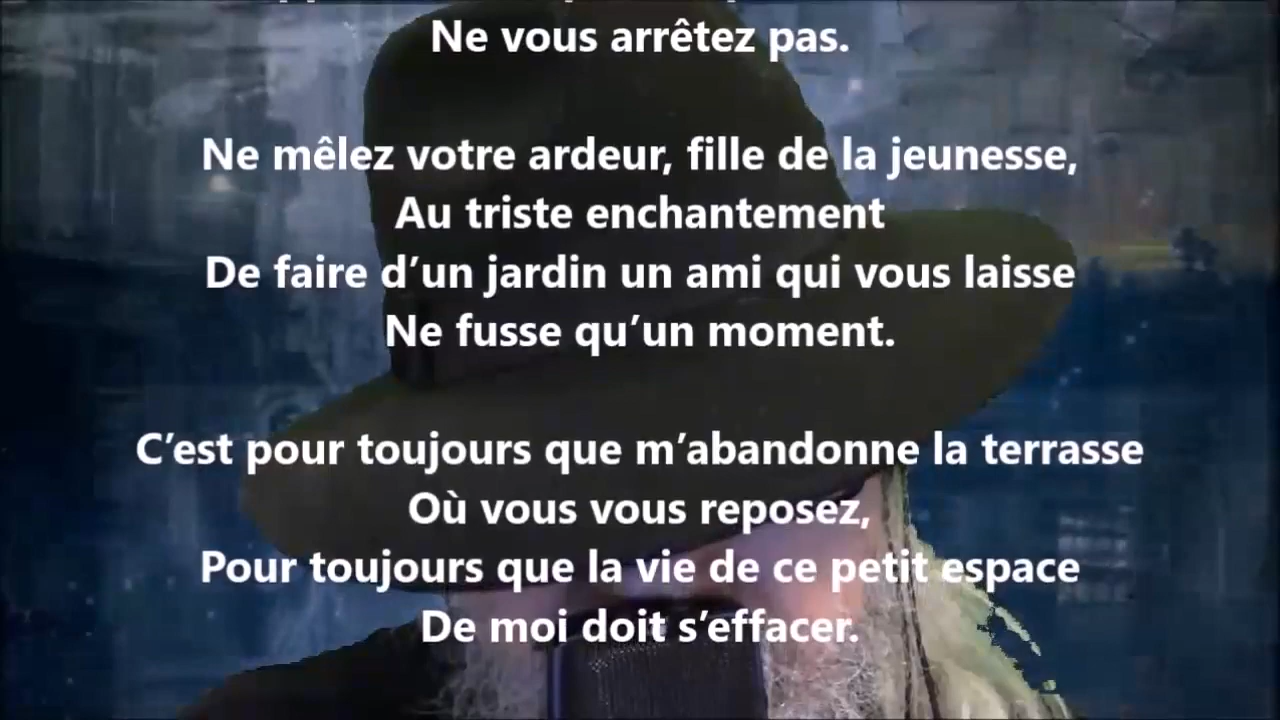 Ne vous arrêtez pas.
Ne mêlez votre ardeur, fille de la jeunesse,
Au triste enchantement
De faire d’un jardin un ami qui vous laisse
Ne fusse qu’un moment.
C’est pour toujours que m’abandonne la terrasse
Où vous vous reposez,
Pour toujours que la vie de ce petit espace
De moi doit s’effacer.